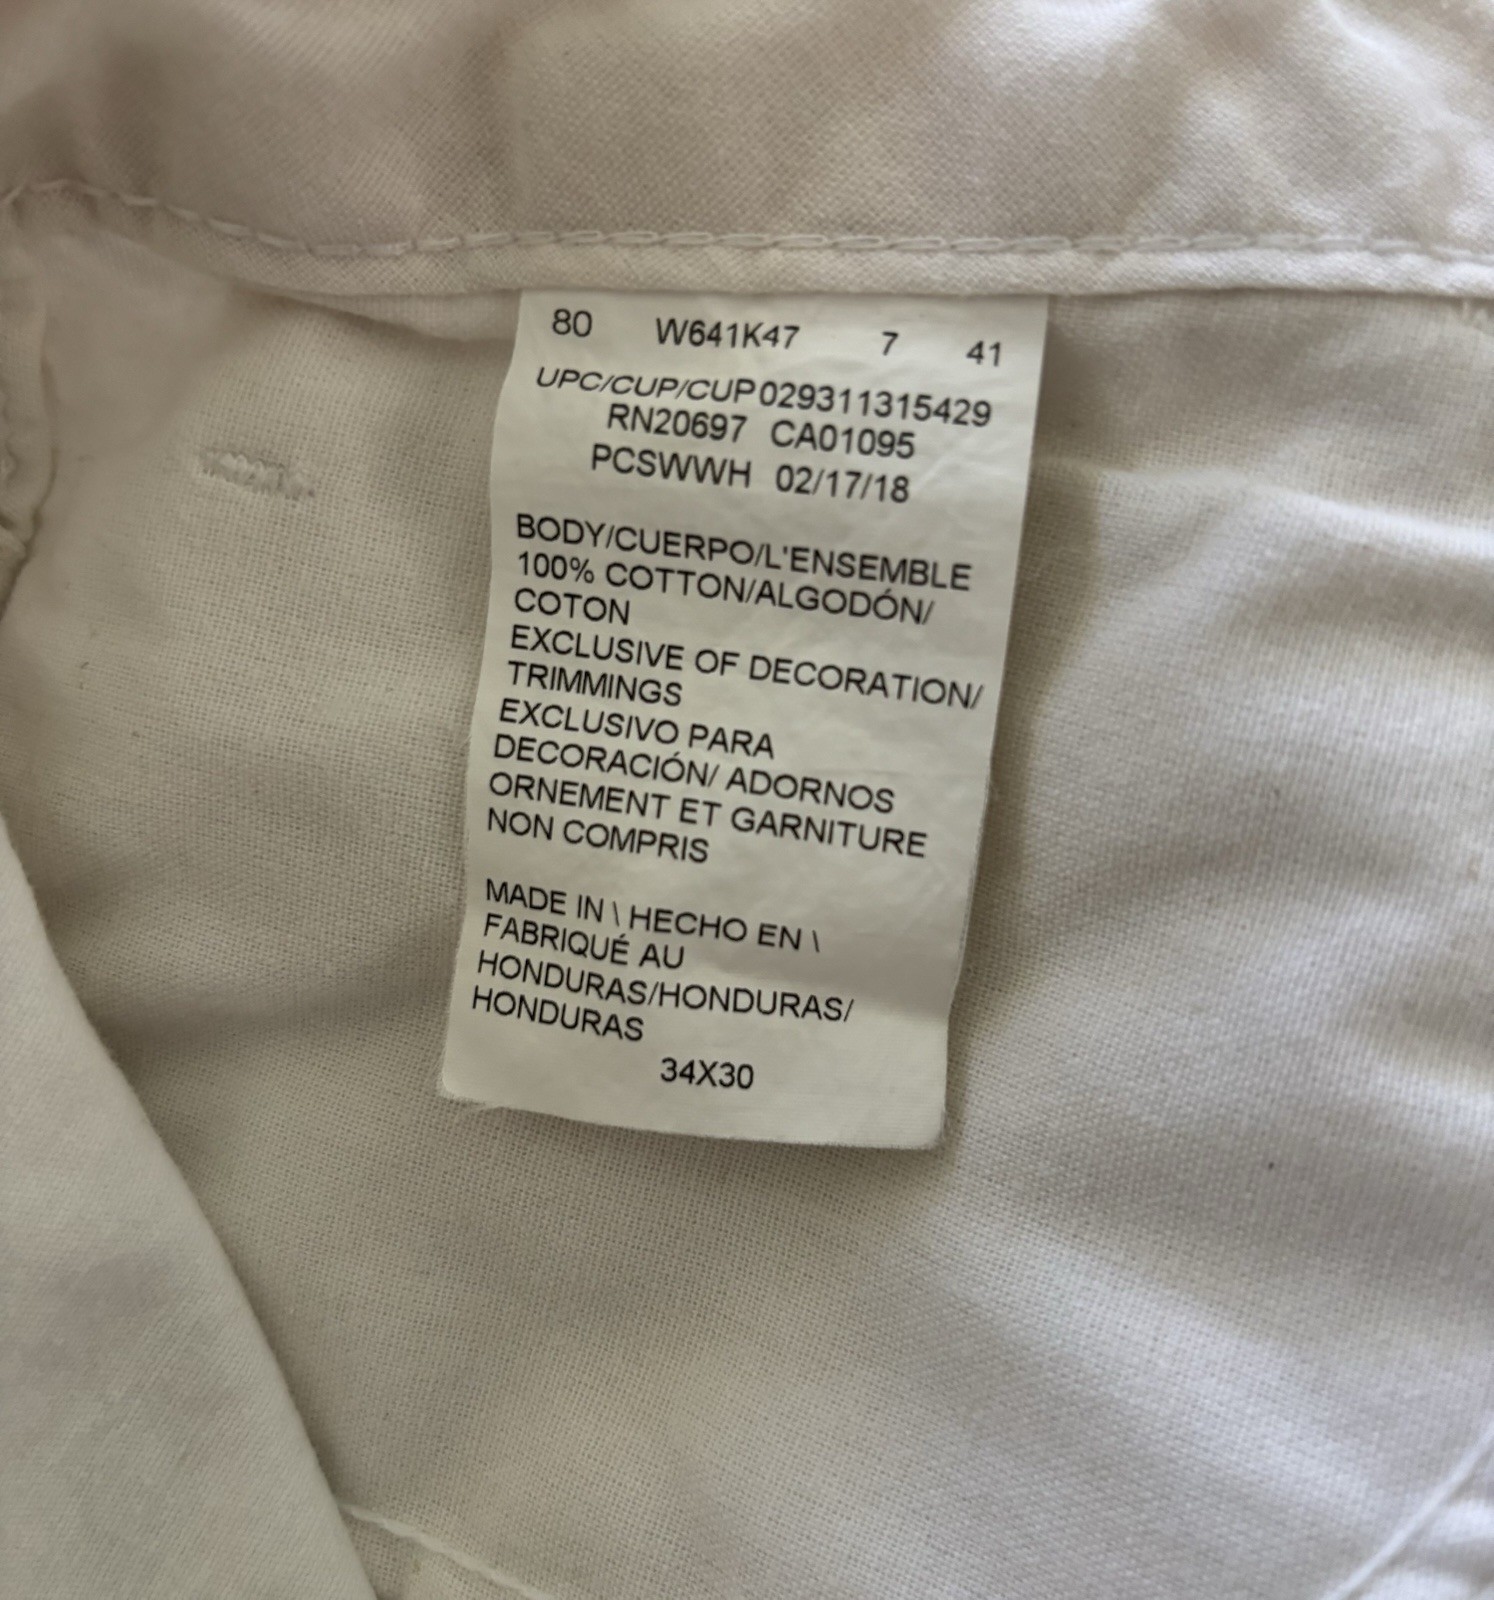 80 W641K47 7 41
UPC/CUP/CUP029311315429
RN20697 CA01095
PCSWWH 02/17/18
BODY/CUERPO/L'ENSEMBLE
100% COTTON/ALGODÓN/
COTON
EXCLUSIVE OF DECORATION/
TRIMMINGS
EXCLUSIVO PARA
DECORACIÓN/ ADORNOS
ORNEMENT ET GARNITURE
NON COMPRIS
MADE IN \ HECHO EN \
FABRIQUÉ AU
HONDURAS/HONDURAS/
HONDURAS
34X30